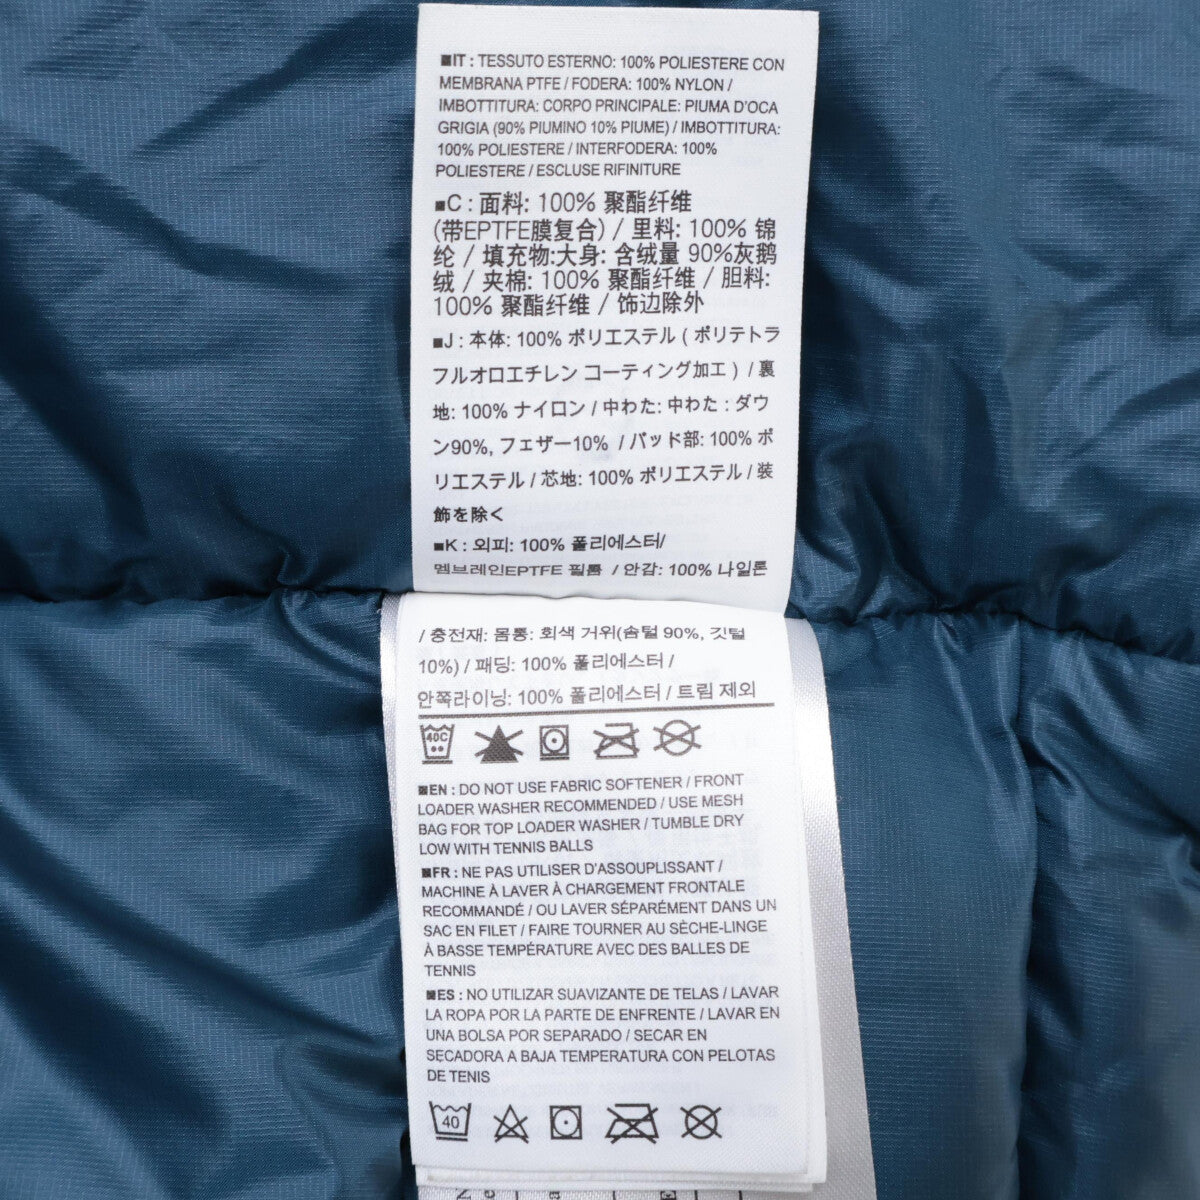 ■IT : TESSUTO ESTERNO: 100% POLIESTERE CON
MEMBRANA PTFE / FODERA: 100% NYLON /
IMBOTTITURA: CORPO PRINCIPALE: PIUMA D'OCA
GRIGIA (90% PIUMINO 10% PIUME) / IMBOTTITURA:
100% POLIESTERE / INTERFODERA: 100%
POLIESTERE / ESCLUSE RIFINITURE
■C : 面料: 100% 聚酯纤维
(带EPTFE膜复合) / 里料: 100% 锦
纶 / 填充物:大身: 含绒量 90%灰鹅
绒 / 夹棉: 100% 聚酯纤维 / 胆料:
100% 聚酯纤维 / 饰边除外
■J : 本体: 100% ポリエステル ( ポリテトラ
フルオロエチレン コーティング加工 ) / 裏
地: 100% ナイロン / 中わた: 中わた : ダウ
ン90%, フェザー10% / パッド部: 100% ポ
リエステル / 芯地: 100% ポリエステル / 装
飾を除く
■K : 외피: 100% 폴리에스터/
멤브레인EPTFE 필름 / 안감: 100% 나일론
/ 충전재: 몸통: 회색 거위(솜털 90%, 깃털
10%) / 패딩: 100% 폴리에스터 /
안쪽라이닝: 100% 폴리에스터 / 트림 제외
40C
■EN : DO NOT USE FABRIC SOFTENER / FRONT
LOADER WASHER RECOMMENDED / USE MESH
BAG FOR TOP LOADER WASHER / TUMBLE DRY
LOW WITH TENNIS BALLS
■FR : NE PAS UTILISER D'ASSOUPLISSANT /
MACHINE À LAVER À CHARGEMENT FRONTALE
RECOMMANDÉ / OU LAVER SÉPARÉMENT DANS UN
SAC EN FILET / FAIRE TOURNER AU SÈCHE-LINGE
À BASSE TEMPÉRATURE AVEC DES BALLES DE
TENNIS
■ES : NO UTILIZAR SUAVIZANTE DE TELAS / LAVAR
LA ROPA POR LA PARTE DE ENFRENTE / LAVAR EN
UNA BOLSA POR SEPARADO / SECAR EN
SECADORA A BAJA TEMPERATURA CON PELOTAS
DE TENIS
40